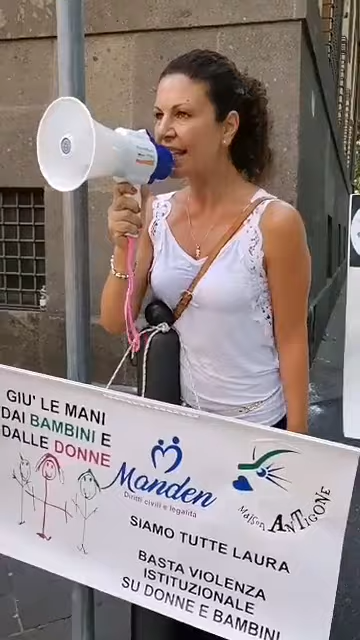 GIU' LE MANI
DAI BAMBINI E
DALLE DONNE
Manden
Diritti civili e legalità
Maison
ANTIGONE
SIAMO TUTTE LAURA
BASTA VIOLENZA
ISTITUZIONALE
SU DONNE E BAMBINI